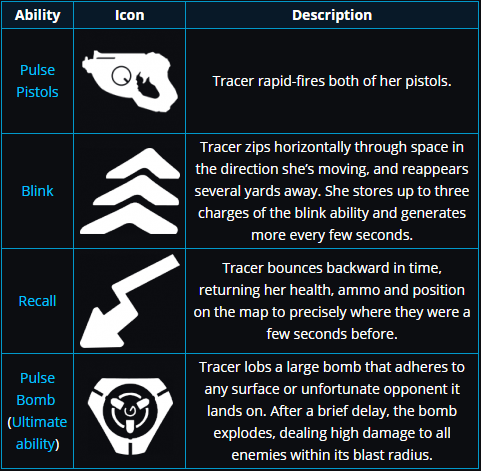 Ability Icon Description
Pulse
Pistols
Tracer rapid-fires both of her pistols.
Blink
Tracer zips horizontally through space in
the direction she’s moving, and reappears
several yards away. She stores up to three
charges of the blink ability and generates
more every few seconds.
Recall
Tracer bounces backward in time,
returning her health, ammo and position
on the map to precisely where they were a
few seconds before.
Pulse
Bomb
(Ultimate
ability)
Tracer lobs a large bomb that adheres to
any surface or unfortunate opponent it
lands on. After a brief delay, the bomb
explodes, dealing high damage to all
enemies within its blast radius.